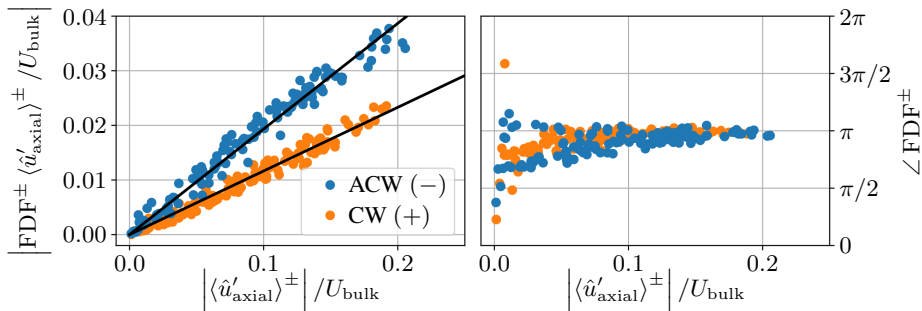 |FDF^± ⟨û′_axial⟩^±| /U_bulk
0.04
0.03
0.02
0.01
0.00
ACW (−)
CW (+)
0.0 0.1 0.2
|⟨û′_axial⟩^±| /U_bulk
2π
3π/2
π
π/2
0
∠ FDF^±
0.0 0.1 0.2
|⟨û′_axial⟩^±| /U_bulk